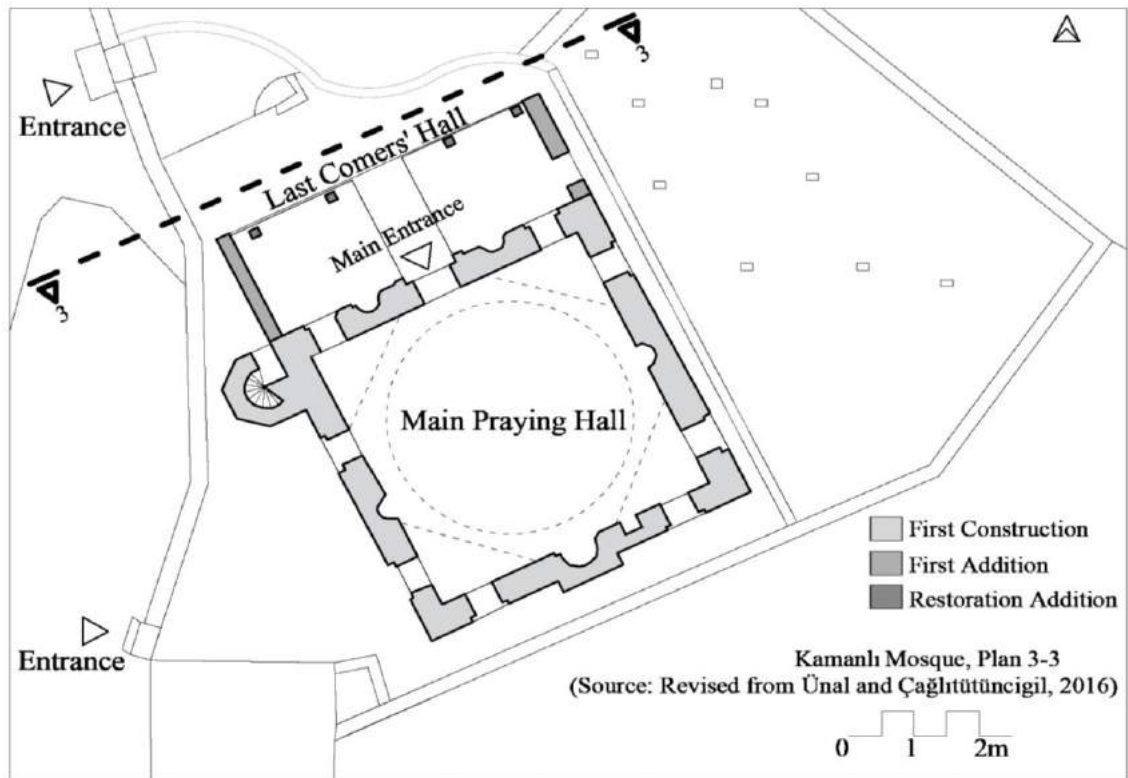 3
Entrance
Last Comers' Hall
Main Entrance
3
Main Praying Hall
First Construction
First Addition
Restoration Addition
Entrance
Kamanlı Mosque, Plan 3-3
(Source: Revised from Ünal and Çağlıtütüncigil, 2016)
0 1 2m